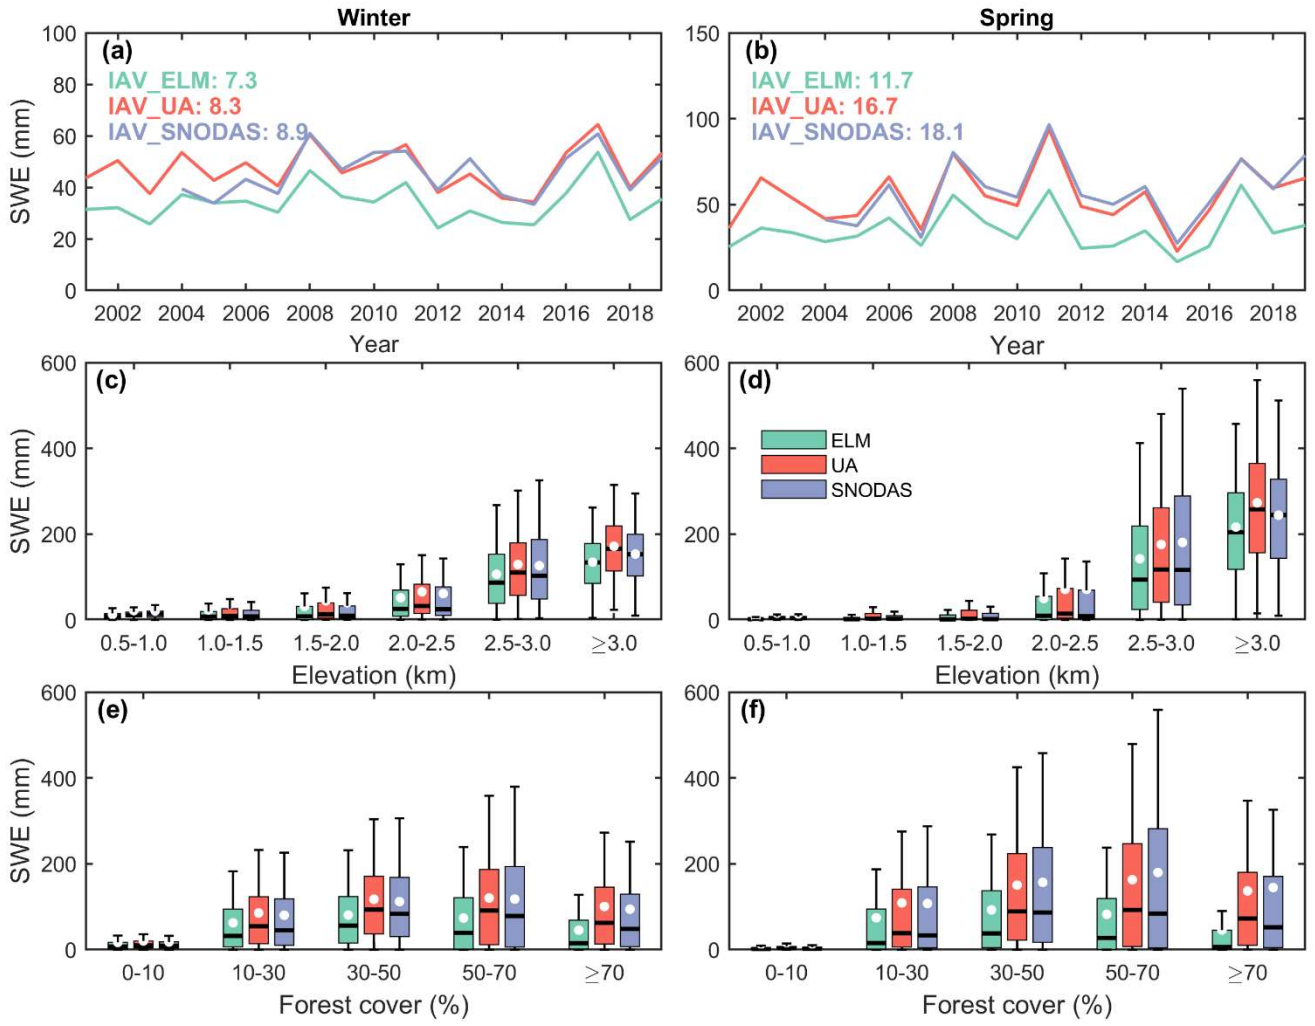 Winter
Spring
(a)
IAV_ELM: 7.3
IAV_UA: 8.3
IAV_SNODAS: 8.9
SWE (mm)
100
80
60
40
20
0
2002 2004 2006 2008 2010 2012 2014 2016 2018
Year
(b)
IAV_ELM: 11.7
IAV_UA: 16.7
IAV_SNODAS: 18.1
150
100
50
0
2002 2004 2006 2008 2010 2012 2014 2016 2018
Year
(c)
SWE (mm)
600
400
200
0
0.5-1.0 1.0-1.5 1.5-2.0 2.0-2.5 2.5-3.0 ≥3.0
Elevation (km)
(d)
ELM
UA
SNODAS
600
400
200
0
0.5-1.0 1.0-1.5 1.5-2.0 2.0-2.5 2.5-3.0 ≥3.0
Elevation (km)
(e)
SWE (mm)
600
400
200
0
0-10 10-30 30-50 50-70 ≥70
Forest cover (%)
(f)
600
400
200
0
0-10 10-30 30-50 50-70 ≥70
Forest cover (%)